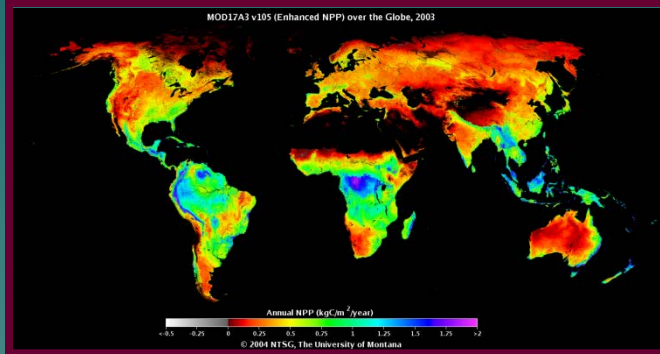 MOD17A3 v105 (Enhanced NPP) over the Globe, 2003
Annual NPP (kgC/m²/year)
<-0.5 -0.25 0 0.25 0.5 0.75 1 1.25 1.5 1.75 >2
© 2004 NTSG, The University of Montana